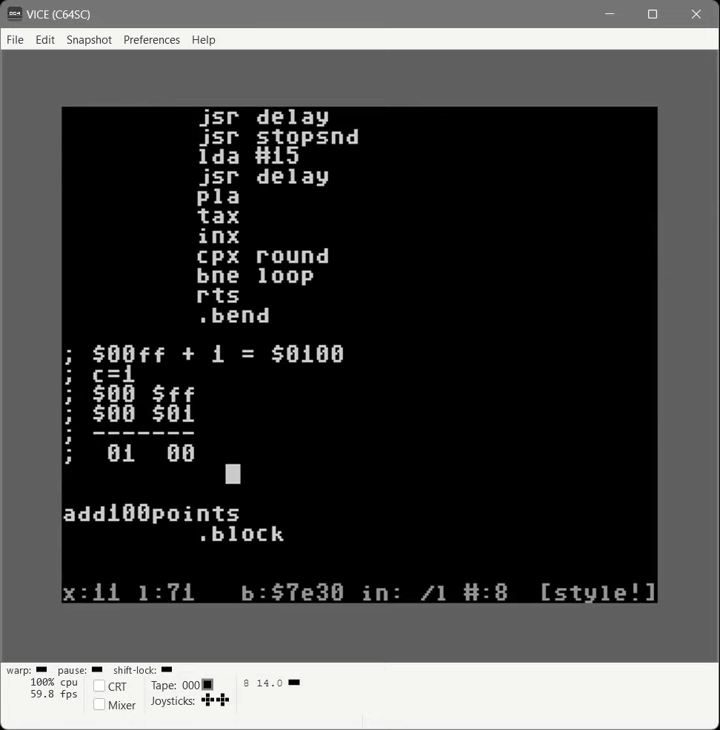 VICE (C64SC)
File Edit Snapshot Preferences Help
jsr delay
jsr stopsnd
lda #15
jsr delay
pla
tax
inx
cpx round
bne loop
rts
.bend
; $00ff + 1 = $0100
; c=1
; $00 $ff
; $00 $01
; -------
;  01  00
add100points
.block
x:11 l:71 b:$7e30 in: /l #:8 [style!]
warp: pause: shift-lock:
100% cpu
59.8 fps
CRT
Mixer
Tape: 000
Joysticks:
8 14.0